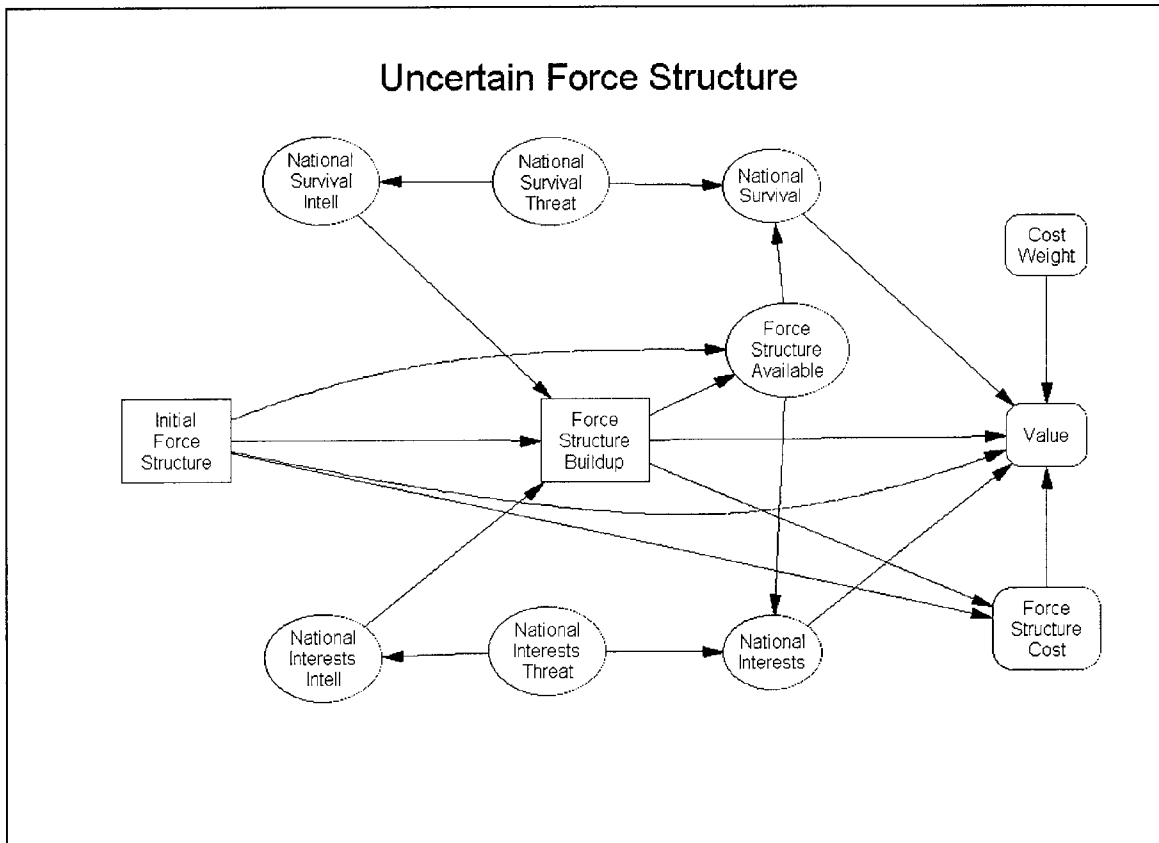 Uncertain Force Structure
National
Survival
Intell
National
Survival
Threat
National
Survival
Cost
Weight
Force
Structure
Available
Initial
Force
Structure
Force
Structure
Buildup
Value
National
Interests
Intell
National
Interests
Threat
National
Interests
Force
Structure
Cost